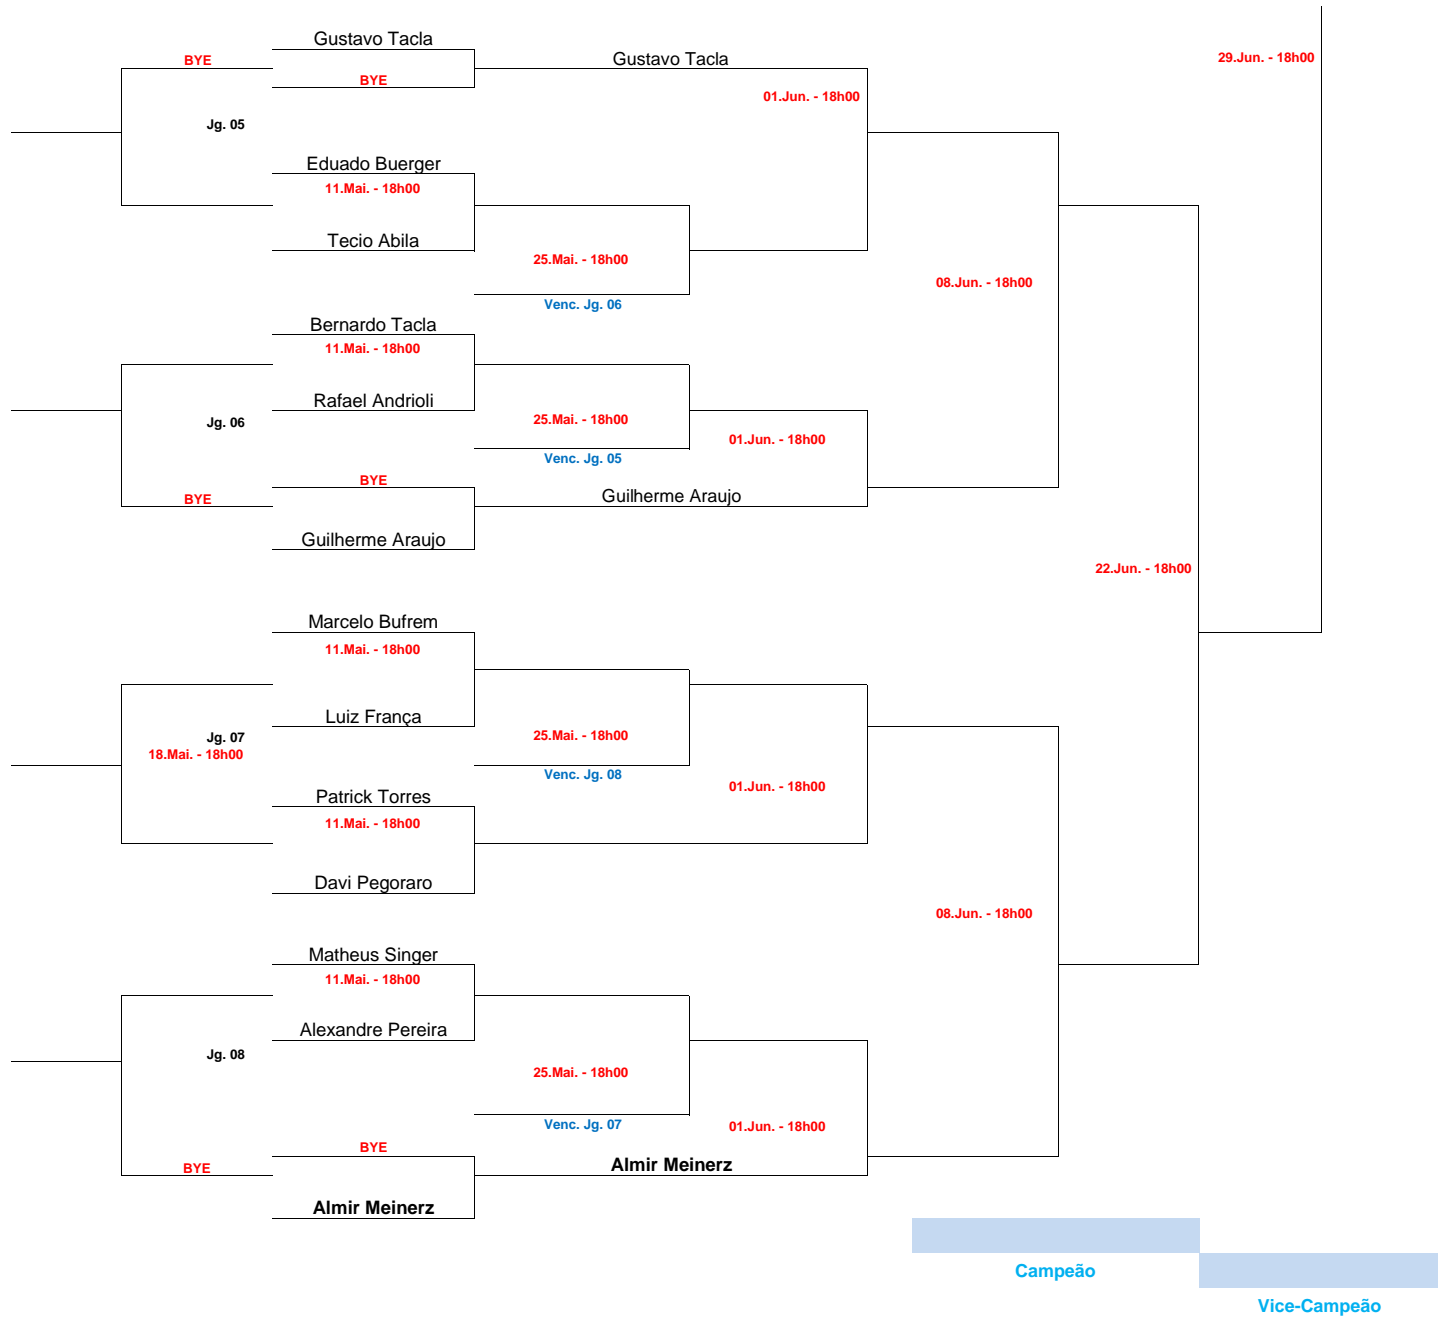 Gustavo Tacla
BYE
BYE
Gustavo Tacla
29.Jun. - 18h00
01.Jun. - 18h00
Jg. 05
Eduado Buerger
11.Mai. - 18h00
Tecio Abila
25.Mai. - 18h00
Venc. Jg. 06
08.Jun. - 18h00
Bernardo Tacla
11.Mai. - 18h00
Rafael Andrioli
Jg. 06
25.Mai. - 18h00
Venc. Jg. 05
01.Jun. - 18h00
BYE
BYE
Guilherme Araujo
Guilherme Araujo
22.Jun. - 18h00
Marcelo Bufrem
11.Mai. - 18h00
Luiz França
Jg. 07
18.Mai. - 18h00
25.Mai. - 18h00
Venc. Jg. 08
01.Jun. - 18h00
Patrick Torres
11.Mai. - 18h00
Davi Pegoraro
08.Jun. - 18h00
Matheus Singer
11.Mai. - 18h00
Alexandre Pereira
Jg. 08
25.Mai. - 18h00
Venc. Jg. 07
01.Jun. - 18h00
BYE
BYE
Almir Meinerz
Almir Meinerz
Campeão
Vice-Campeão